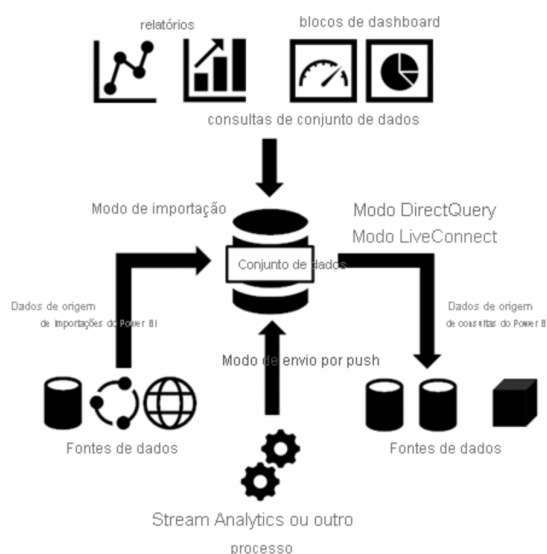 relatórios
blocos de dashboard
consultas de conjunto de dados
Modo de importação
Modo DirectQuery
Modo LiveConnect
Conjunto de dados
Dados de origem
de importações do Power BI
Dados de origem
de consultas do Power B
Modo de envio por push
Fontes de dados
Fontes de dados
Stream Analytics ou outro
processo